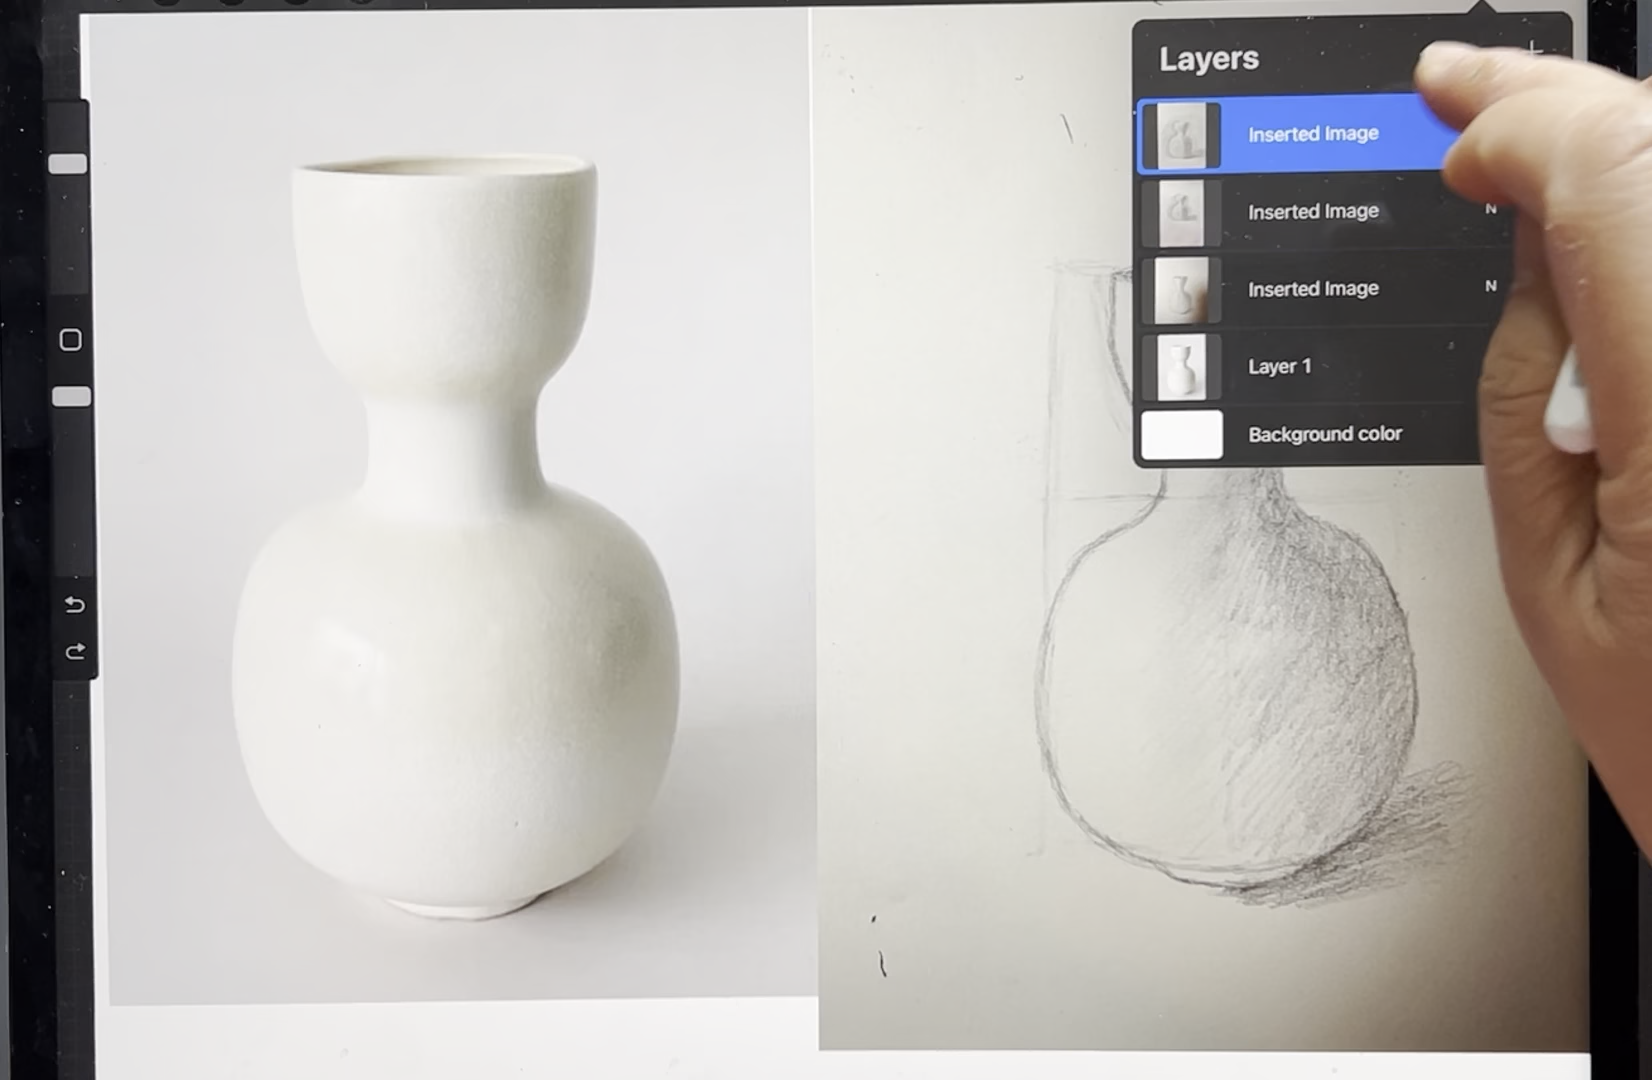 Layers
Inserted Image
Inserted Image N
Inserted Image N
Layer 1
Background color